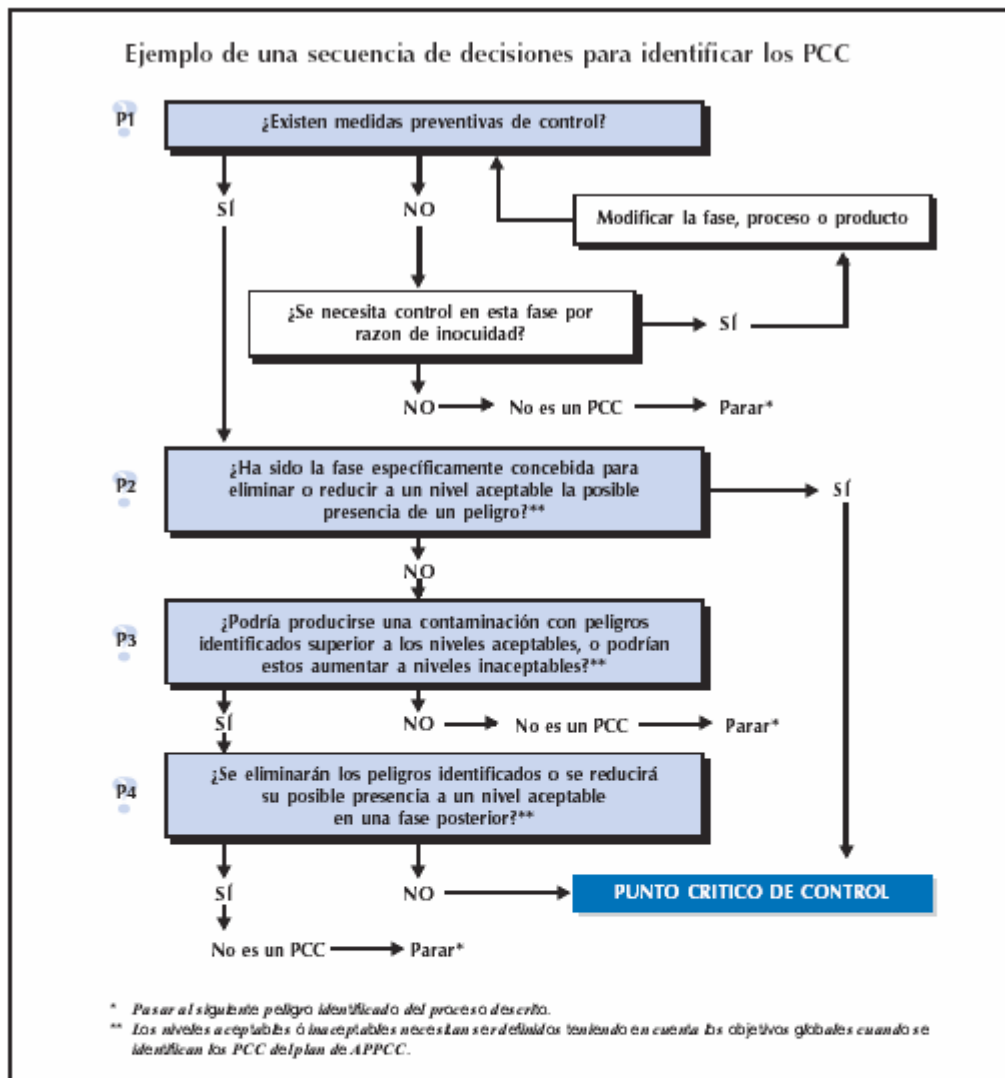 Ejemplo de una secuencia de decisiones para identificar los PCC
P1
¿Existen medidas preventivas de control?
SÍ
NO
Modificar la fase, proceso o producto
¿Se necesita control en esta fase por
razon de inocuidad?
SÍ
NO
No es un PCC
Parar*
P2
¿Ha sido la fase específicamente concebida para
eliminar o reducir a un nivel aceptable la posible
presencia de un peligro?**
SÍ
NO
P3
¿Podría producirse una contaminación con peligros
identificados superior a los niveles aceptables, o podrían
estos aumentar a niveles inaceptables?**
SÍ
NO
No es un PCC
Parar*
P4
¿Se eliminarán los peligros identificados o se reducirá
su posible presencia a un nivel aceptable
en una fase posterior?**
SÍ
NO
PUNTO CRITICO DE CONTROL
No es un PCC
Parar*
* Pasar al siguiente peligro identificado del proceso descrito.
** Los niveles aceptables ó inaceptables necesitan ser definidos teniendo en cuenta los objetivos globales cuando se
identifican los PCC del plan de APPCC.